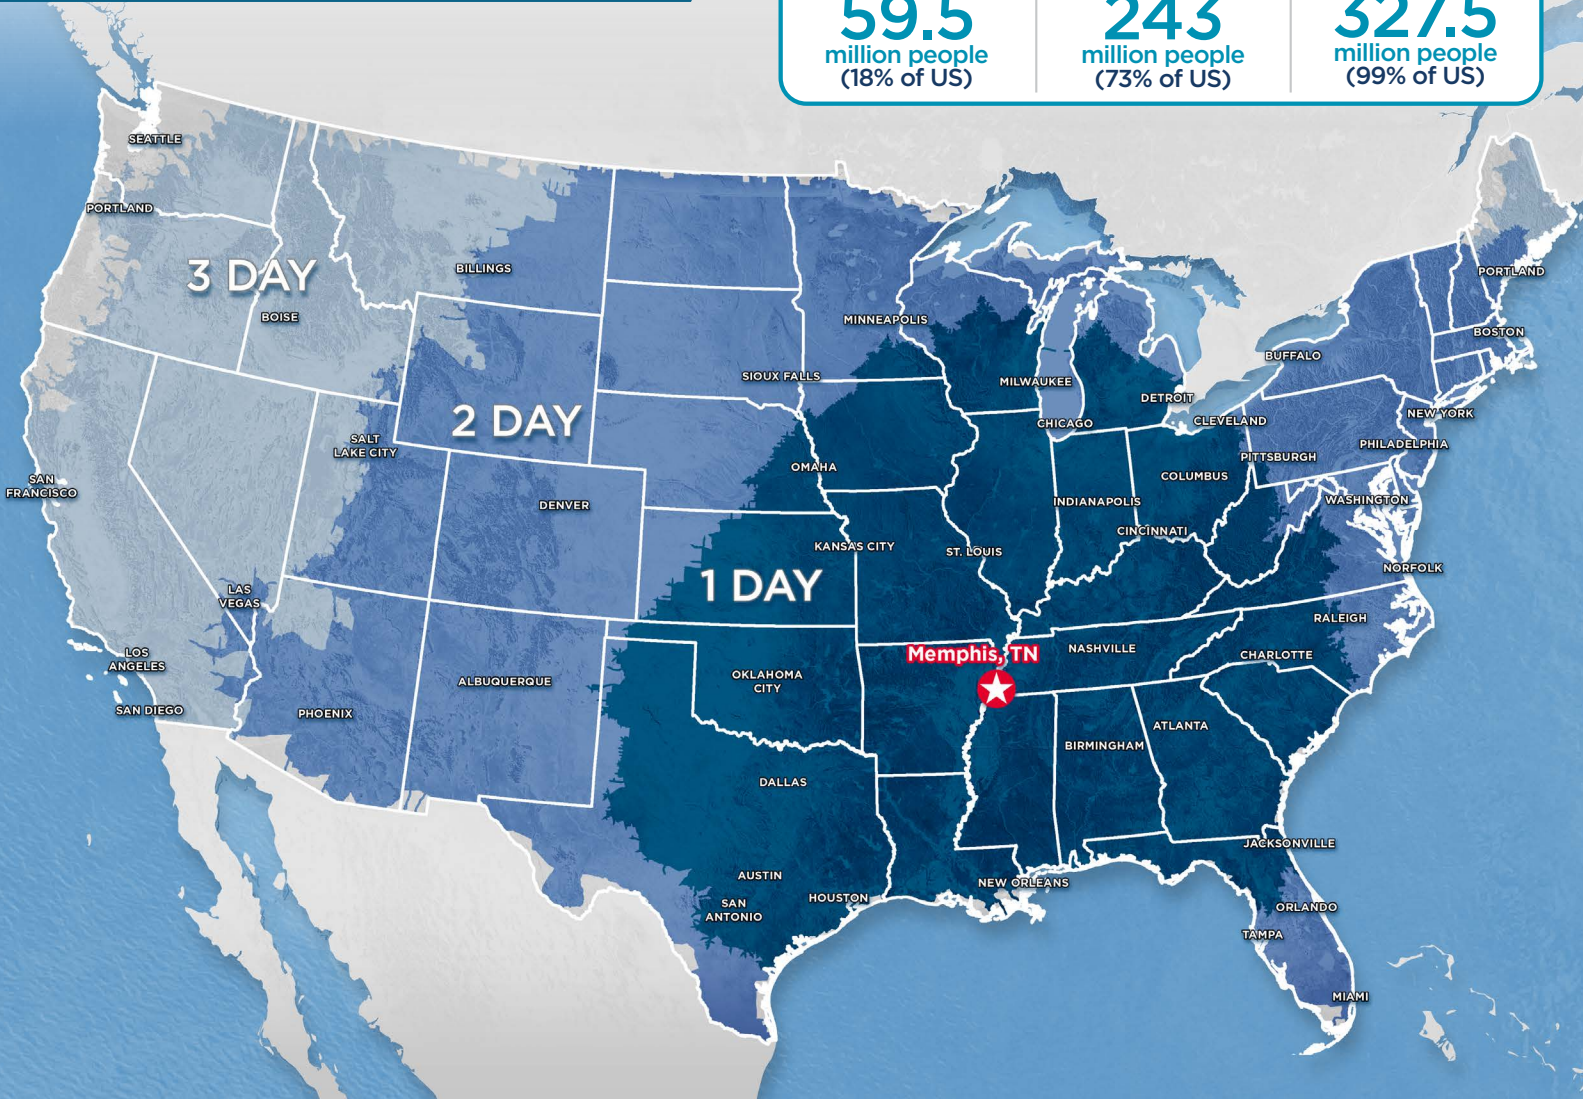 59.5
million people
(18% of US)
243
million people
(73% of US)
327.5
million people
(99% of US)
SEATTLE
PORTLAND
3 DAY
BILLINGS
BOISE
MINNEAPOLIS
PORTLAND
BOSTON
BUFFALO
SIOUX FALLS
MILWAUKEE
DETROIT
NEW YORK
CHICAGO
CLEVELAND
2 DAY
SALT
LAKE CITY
PHILADELPHIA
PITTSBURGH
OMAHA
COLUMBUS
SAN
FRANCISCO
DENVER
INDIANAPOLIS
WASHINGTON
CINCINNATI
KANSAS CITY
ST. LOUIS
NORFOLK
1 DAY
LAS
VEGAS
RALEIGH
LOS
ANGELES
Memphis, TN
NASHVILLE
CHARLOTTE
ALBUQUERQUE
OKLAHOMA
CITY
SAN DIEGO
PHOENIX
ATLANTA
BIRMINGHAM
DALLAS
JACKSONVILLE
AUSTIN
NEW ORLEANS
HOUSTON
SAN
ANTONIO
ORLANDO
TAMPA
MIAMI